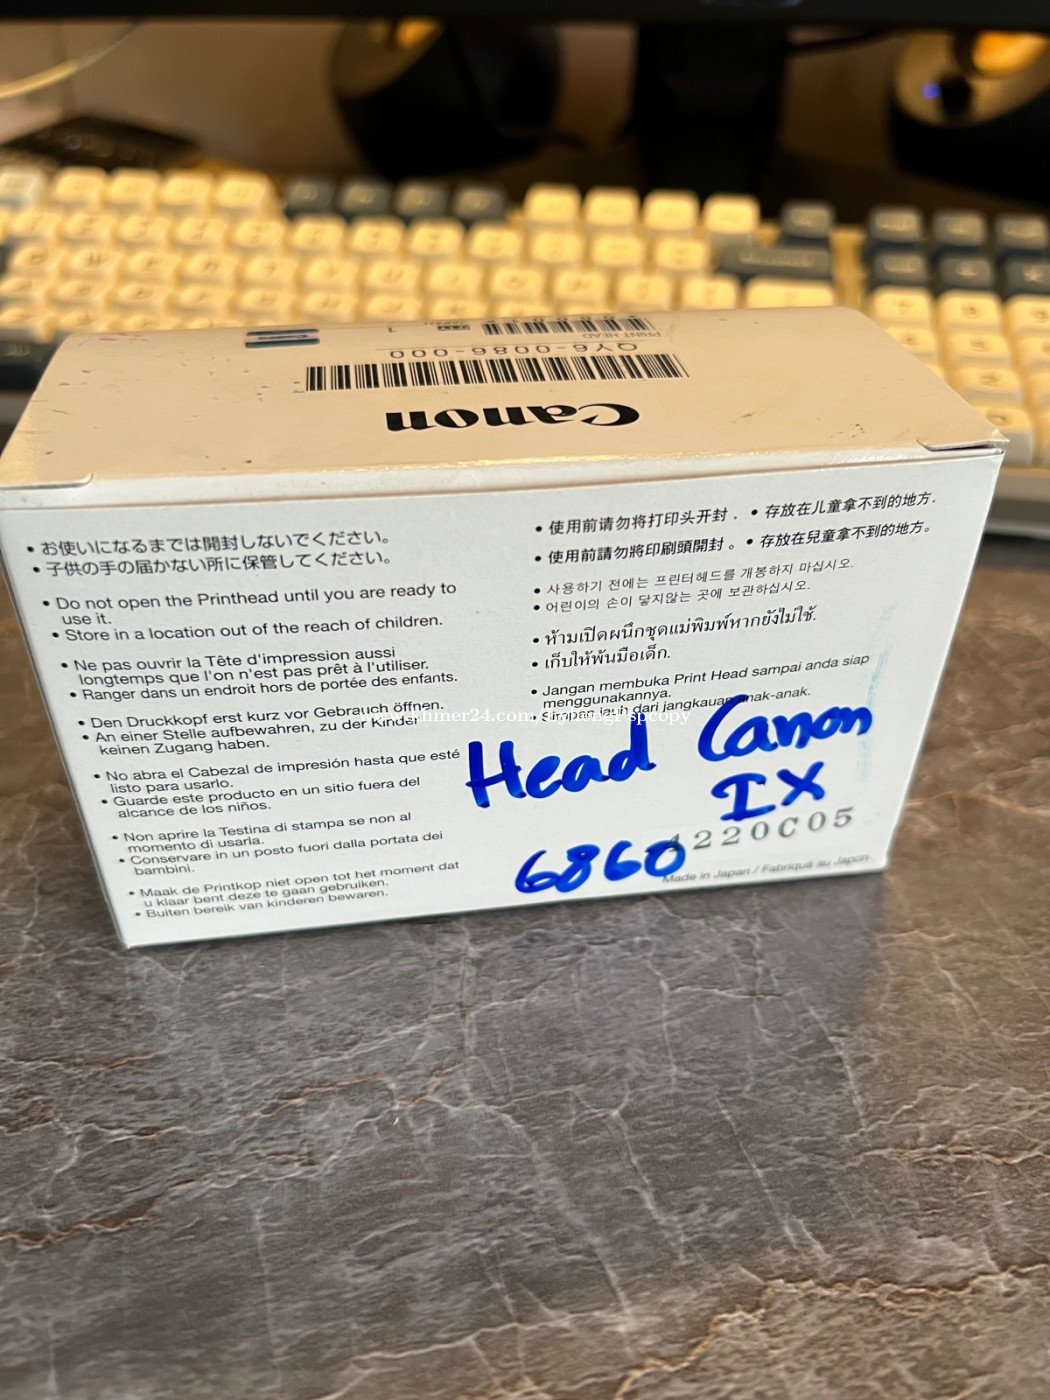 PRINT HEAD
QY6-0086-000
Canon
• お使いになるまでは開封しないでください。
• 子供の手の届かない所に保管してください。
• Do not open the Printhead until you are ready to
use it.
• Store in a location out of the reach of children.
• Ne pas ouvrir la Tête d'impression aussi
longtemps que l'on n'est pas prêt à l'utiliser.
• Ranger dans un endroit hors de portée des enfants.
• Den Druckkopf erst kurz vor Gebrauch öffnen.
• An einer Stelle aufbewahren, zu der Kinder
keinen Zugang haben.
• No abra el Cabezal de impresión hasta que esté
listo para usarlo.
• Guarde este producto en un sitio fuera del
alcance de los niños.
• Non aprire la Testina di stampa se non al
momento di usarla.
• Conservare in un posto fuori dalla portata dei
bambini.
• Maak de Printkop niet open tot het moment dat
u klaar bent deze te gaan gebruiken.
• Buiten bereik van kinderen bewaren.
• 使用前请勿将打印头开封． • 存放在儿童拿不到的地方．
• 使用前請勿將印刷頭開封。 • 存放在兒童拿不到的地方。
• 사용하기 전에는 프린터헤드를 개봉하지 마십시오.
• 어린이의 손이 닿지않는 곳에 보관하십시오.
• ห้ามเปิดผนึกชุดแม่พิมพ์หากยังไม่ใช้.
• เก็บให้พ้นมือเด็ก.
• Jangan membuka Print Head sampai anda siap
menggunakannya.
• Simpan jauh dari jangkauan anak-anak.
Head Canon
IX
6860
1220C05
Made in Japan / Fabriqué au Japon